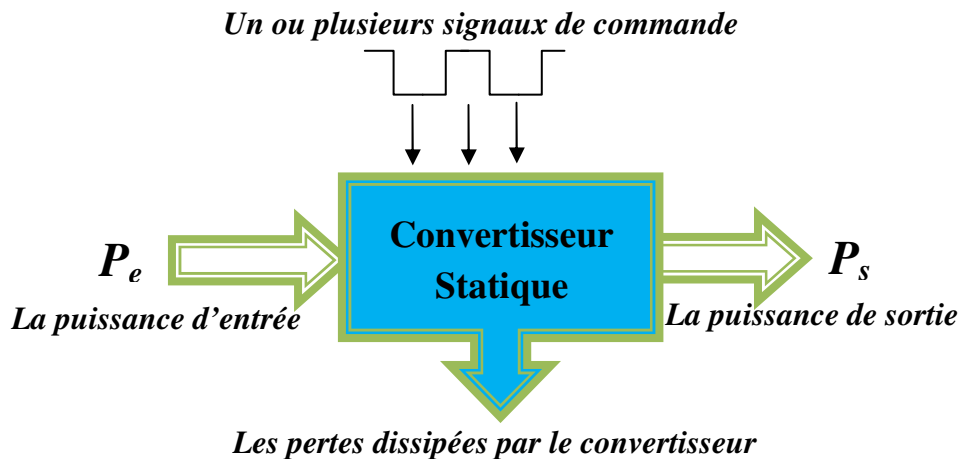 Un ou plusieurs signaux de commande
Convertisseur
Statique
Pe
La puissance d'entrée
Ps
La puissance de sortie
Les pertes dissipées par le convertisseur